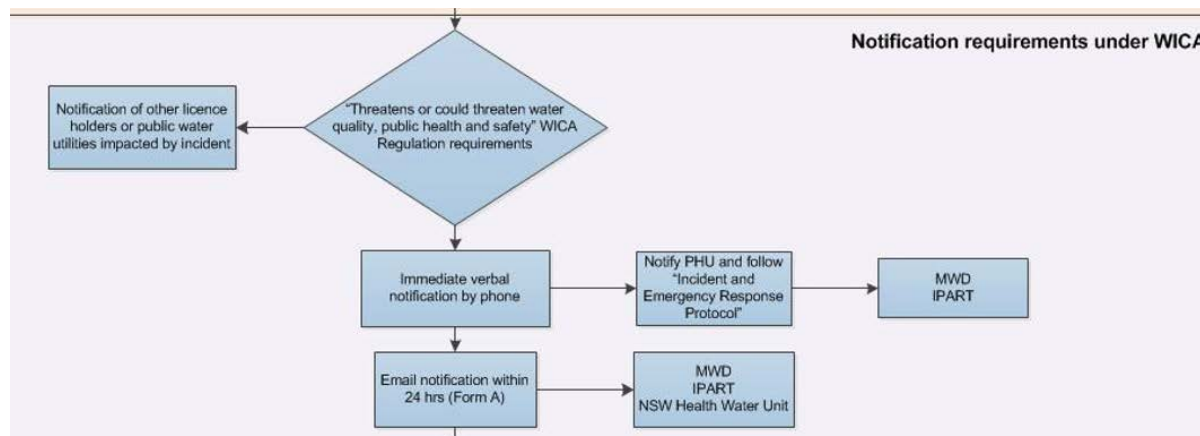 Notification requirements under WICA
Notification of other licence
holders or public water
utilities impacted by incident
“Threatens or could threaten water
quality, public health and safety” WICA
Regulation requirements
Immediate verbal
notification by phone
Notify PHU and follow
“Incident and
Emergency Response
Protocol”
MWD
IPART
Email notification within
24 hrs (Form A)
MWD
IPART
NSW Health Water Unit